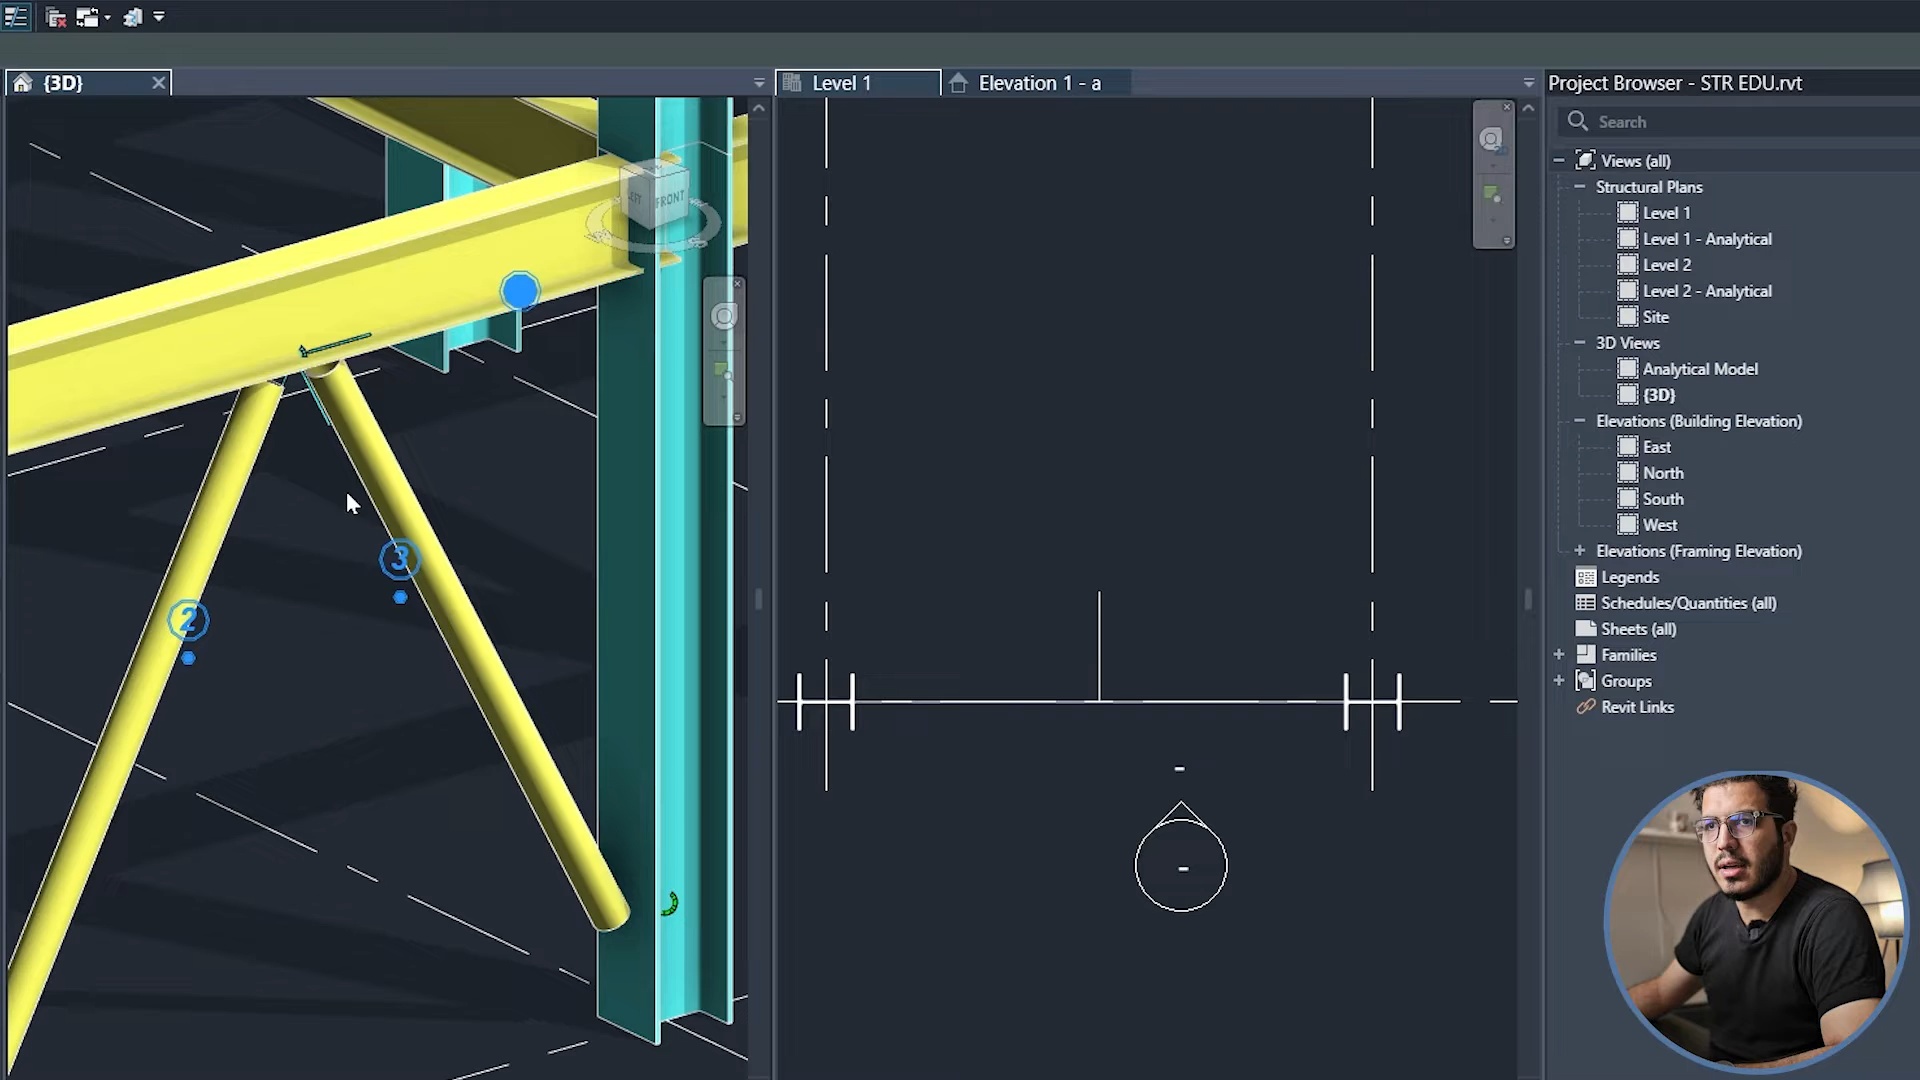 {3D}
Level 1
Elevation 1 - a
Project Browser - STR EDU.rvt
Search
Views (all)
Structural Plans
Level 1
Level 1 - Analytical
Level 2
Level 2 - Analytical
Site
3D Views
Analytical Model
{3D}
Elevations (Building Elevation)
East
North
South
West
Elevations (Framing Elevation)
Legends
Schedules/Quantities (all)
Sheets (all)
Families
Groups
Revit Links
FRONT
3
2
-
-